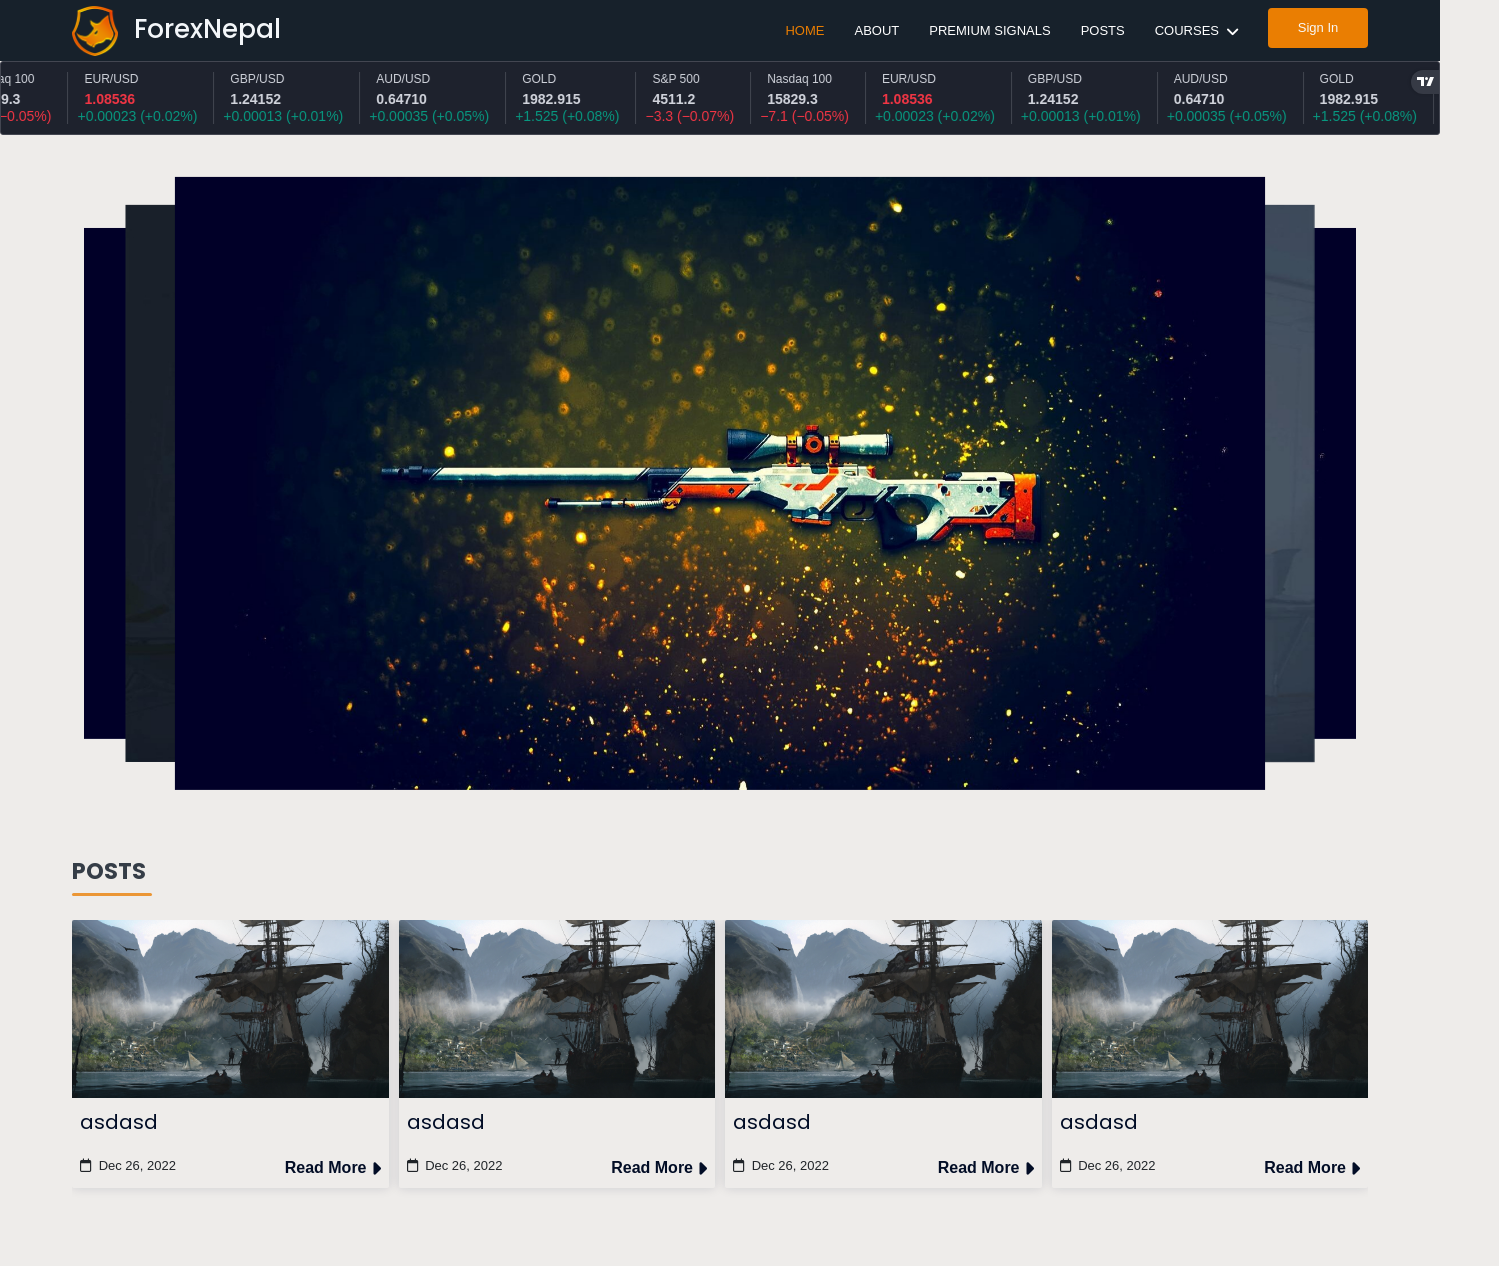 ForexNepal
HOME ABOUT PREMIUM SIGNALS POSTS COURSES Sign In
aq 100 EUR/USD GBP/USD AUD/USD GOLD S&P 500 Nasdaq 100 EUR/USD GBP/USD AUD/USD GOLD
9.3 1.08536 1.24152 0.64710 1982.915 4511.2 15829.3 1.08536 1.24152 0.64710 1982.915
−0.05%) +0.00023 (+0.02%) +0.00013 (+0.01%) +0.00035 (+0.05%) +1.525 (+0.08%) −3.3 (−0.07%) −7.1 (−0.05%) +0.00023 (+0.02%) +0.00013 (+0.01%) +0.00035 (+0.05%) +1.525 (+0.08%)
POSTS
asdasd asdasd asdasd asdasd
Dec 26, 2022 Read More Dec 26, 2022 Read More Dec 26, 2022 Read More Dec 26, 2022 Read More